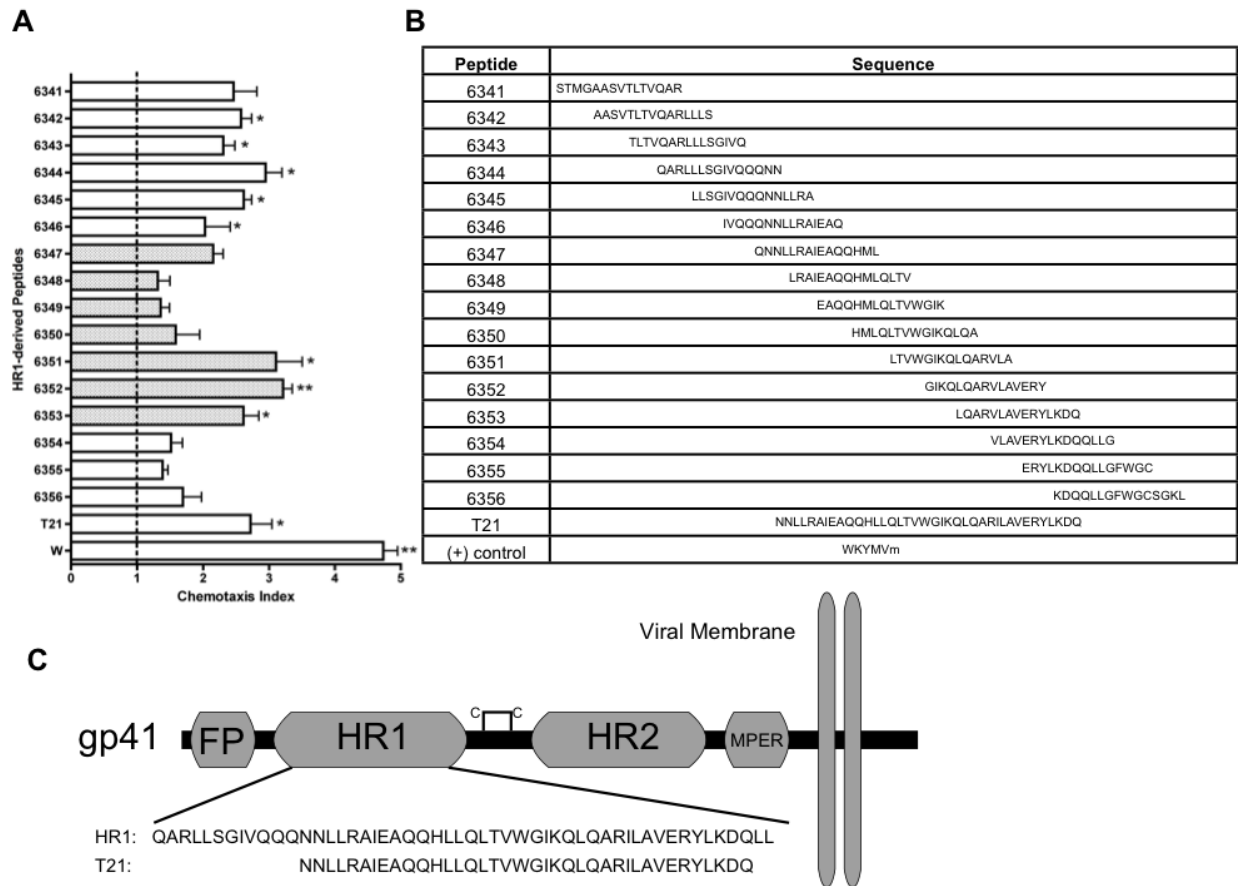 A
HR1-derived Peptides
6341
6342 *
6343 *
6344 *
6345 *
6346 *
6347
6348
6349
6350
6351 *
6352 **
6353 *
6354
6355
6356
T21 *
W **
0 1 2 3 4 5
Chemotaxis Index
B
Peptide Sequence
6341 STMGAASVTLTVQAR
6342 AASVTLTVQARLLLS
6343 TLTVQARLLLSGIVQ
6344 QARLLLSGIVQQQNN
6345 LLSGIVQQQNNLLRA
6346 IVQQQNNLLRAIEAQ
6347 QNNLLRAIEAQQHML
6348 LRAIEAQQHMLQLTV
6349 EAQQHMLQLTVWGIK
6350 HMLQLTVWGIKQLQA
6351 LTVWGIKQLQARVLA
6352 GIKQLQARVLAVERY
6353 LQARVLAVERYLKDQ
6354 VLAVERYLKDQQLLG
6355 ERYLKDQQLLGFWGC
6356 KDQQLLGFWGCSGKL
T21 NNLLRAIEAQQHLLQLTVWGIKQLQARILAVERYLKDQ
(+) control WKYMVm
Viral Membrane
C
gp41 FP HR1 C C HR2 MPER
HR1: QARLLSGIVQQQNNLLRAIEAQQHLLQLTVWGIKQLQARILAVERYLKDQLL
T21: NNLLRAIEAQQHLLQLTVWGIKQLQARILAVERYLKDQ